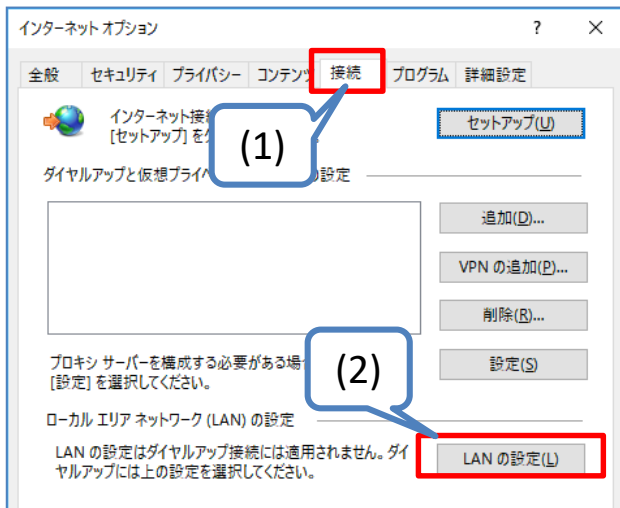 インターネット オプション ? ×
全般 セキュリティ プライバシー コンテンツ 接続 プログラム 詳細設定
インターネット接
[セットアップ] を
セットアップ(U)
(1)
ダイヤルアップと仮想プライベ
設定
追加(D)...
VPN の追加(P)...
削除(R)...
プロキシ サーバーを構成する必要がある場合
[設定] を選択してください。
(2)
設定(S)
ローカル エリア ネットワーク (LAN) の設定
LAN の設定はダイヤルアップ接続には適用されません。ダイ
ヤルアップには上の設定を選択してください。
LAN の設定(L)